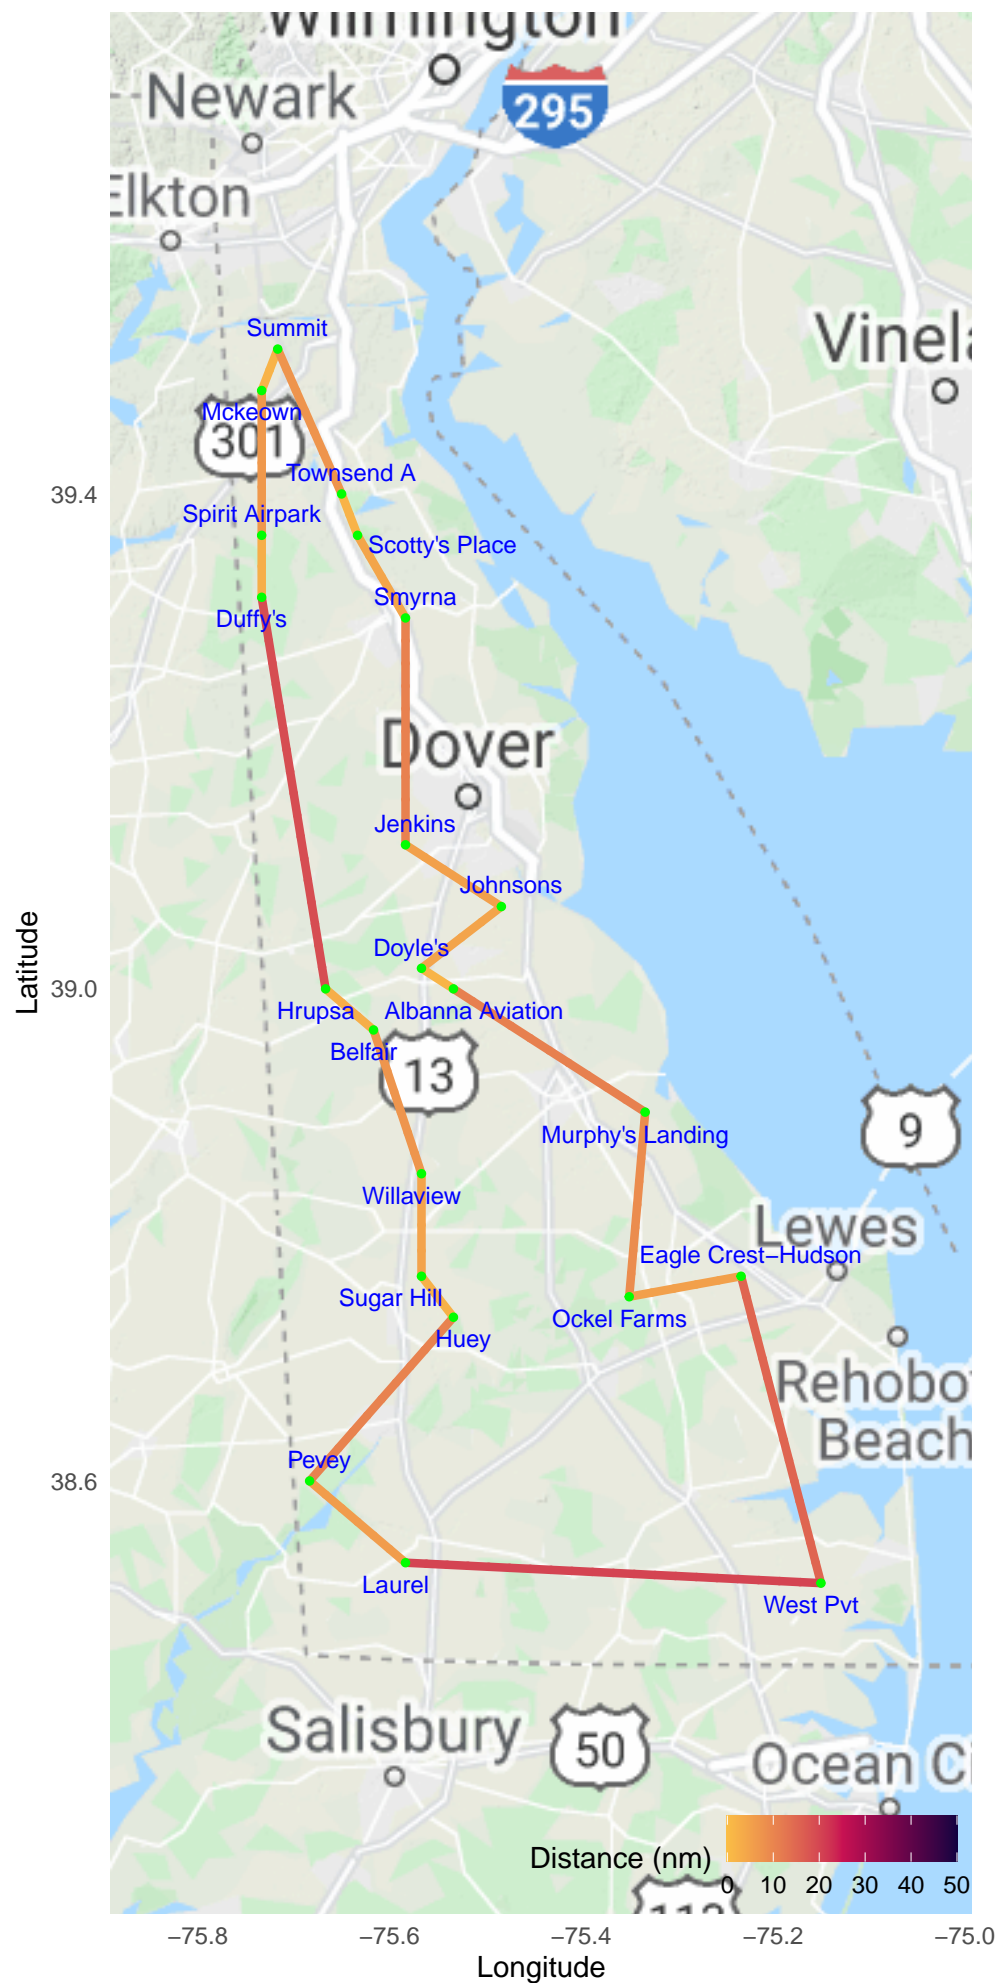 Wilmington
Newark
295
Elkton
Summit
Vinela
Mckeown
301
Townsend A
39.4
Spirit Airpark
Scotty's Place
Smyrna
Duffy's
Dover
Jenkins
Johnsons
Latitude
Doyle's
39.0
Hrupsa
Albanna Aviation
Belfair
13
9
Murphy's Landing
Willaview
Lewes
Eagle Crest−Hudson
Sugar Hill
Ockel Farms
Huey
Rehobo
Beach
Pevey
38.6
Laurel
West Pvt
Salisbury
50
Ocean Ci
Distance (nm)
0 10 20 30 40 50
113
−75.8 −75.6 −75.4 −75.2 −75.0
Longitude